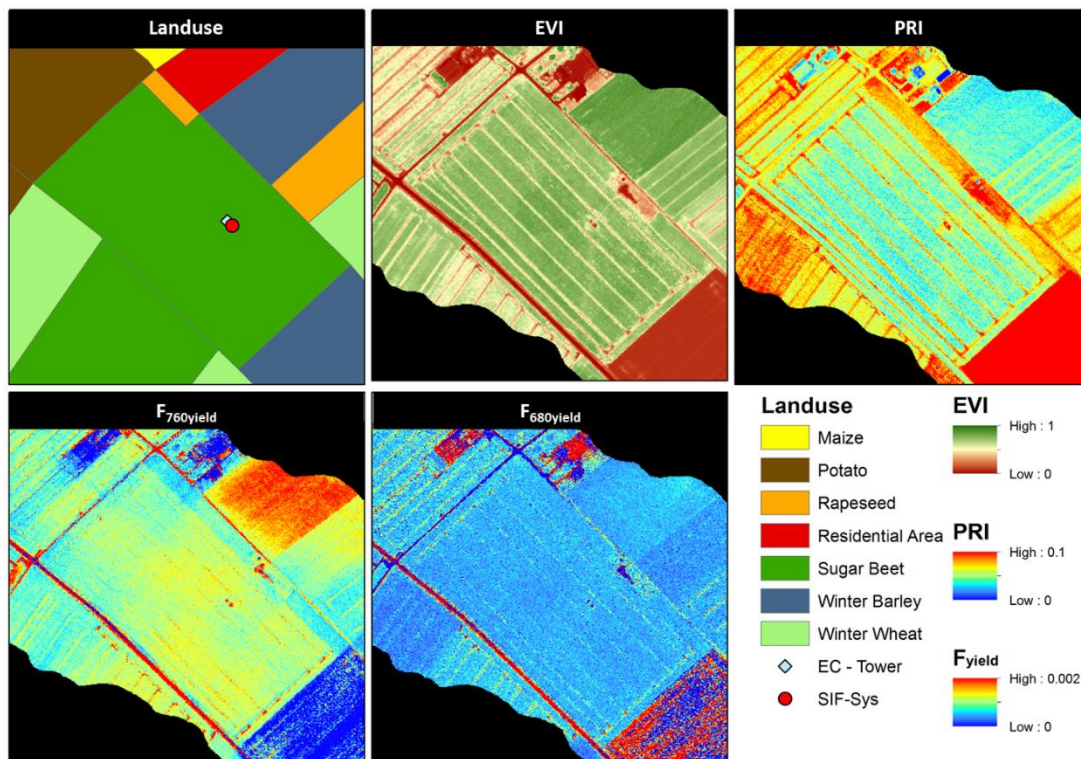 Landuse
EVI
PRI
F760yield
F680yield
Landuse
Maize
Potato
Rapeseed
Residential Area
Sugar Beet
Winter Barley
Winter Wheat
EC - Tower
SIF-Sys
EVI
High : 1
Low : 0
PRI
High : 0.1
Low : 0
Fyield
High : 0.002
Low : 0